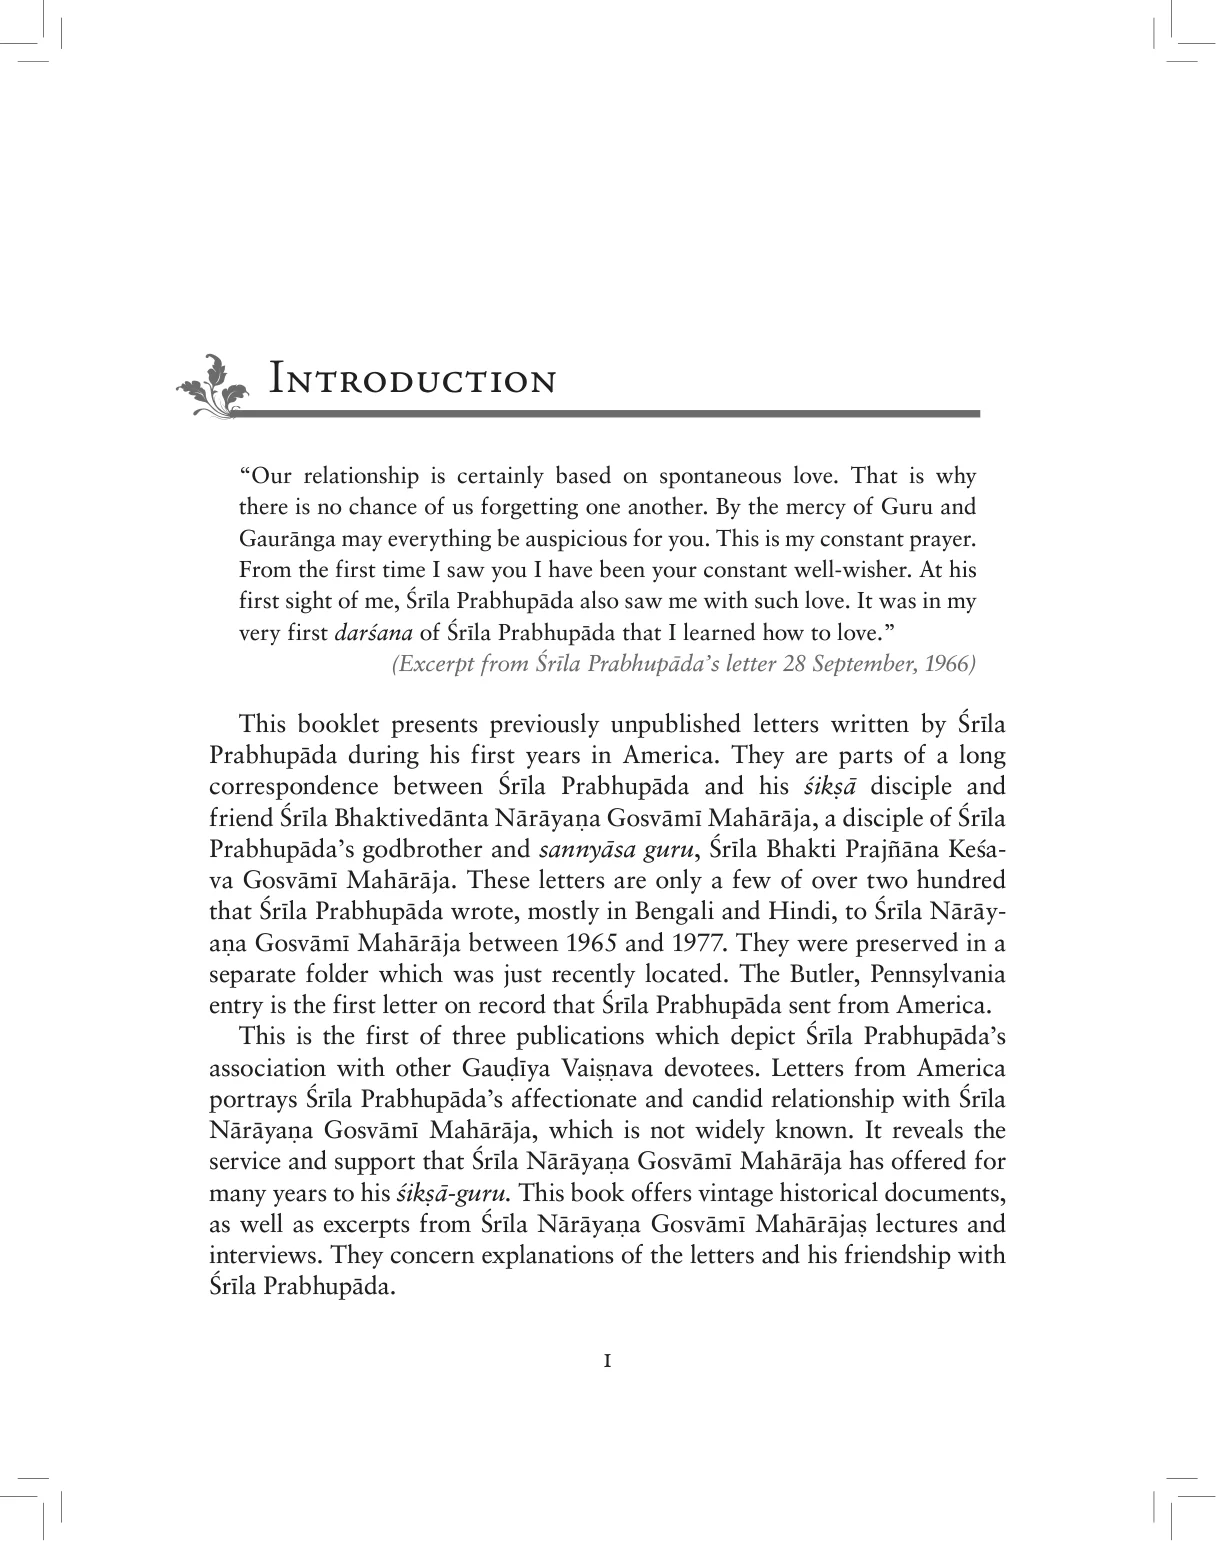 Introduction
“Our relationship is certainly based on spontaneous love. That is why
there is no chance of us forgetting one another. By the mercy of Guru and
Gaurānga may everything be auspicious for you. This is my constant prayer.
From the first time I saw you I have been your constant well-wisher. At his
first sight of me, Śrīla Prabhupāda also saw me with such love. It was in my
very first darśana of Śrīla Prabhupāda that I learned how to love.”
(Excerpt from Śrīla Prabhupāda’s letter 28 September, 1966)
This booklet presents previously unpublished letters written by Śrīla
Prabhupāda during his first years in America. They are parts of a long
correspondence between Śrīla Prabhupāda and his śikṣā disciple and
friend Śrīla Bhaktivedānta Nārāyaṇa Gosvāmī Mahārāja, a disciple of Śrīla
Prabhupāda’s godbrother and sannyāsa guru, Śrīla Bhakti Prajñāna Keśa-
va Gosvāmī Mahārāja. These letters are only a few of over two hundred
that Śrīla Prabhupāda wrote, mostly in Bengali and Hindi, to Śrīla Nārāy-
aṇa Gosvāmī Mahārāja between 1965 and 1977. They were preserved in a
separate folder which was just recently located. The Butler, Pennsylvania
entry is the first letter on record that Śrīla Prabhupāda sent from America.
This is the first of three publications which depict Śrīla Prabhupāda’s
association with other Gauḍīya Vaiṣṇava devotees. Letters from America
portrays Śrīla Prabhupāda’s affectionate and candid relationship with Śrīla
Nārāyaṇa Gosvāmī Mahārāja, which is not widely known. It reveals the
service and support that Śrīla Nārāyaṇa Gosvāmī Mahārāja has offered for
many years to his śikṣā-guru. This book offers vintage historical documents,
as well as excerpts from Śrīla Nārāyaṇa Gosvāmī Mahārājaṣ lectures and
interviews. They concern explanations of the letters and his friendship with
Śrīla Prabhupāda.
1